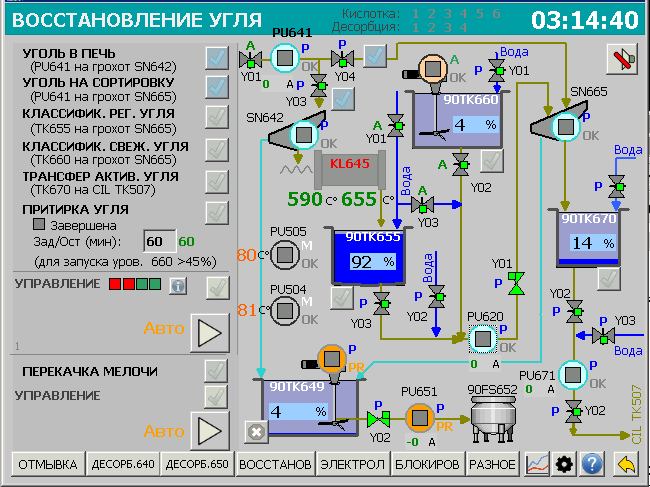 ВОССТАНОВЛЕНИЕ УГЛЯ
Кислотка: 1 2 3 4 5 6
Десорбция: 1 2 3 4
03:14:40
УГОЛЬ В ПЕЧЬ
(PU641 на грохот SN642)
УГОЛЬ НА СОРТИРОВКУ
(PU641 на грохот SN665)
КЛАССИФИК. РЕГ. УГЛЯ
(TK655 на грохот SN665)
КЛАССИФИК. СВЕЖ. УГЛЯ
(TK660 на грохот SN665)
ТРАНСФЕР АКТИВ. УГЛЯ
(TK670 на CIL TK507)
ПРИТИРКА УГЛЯ
Завершена
Зад/Ост (мин): 60 60
(для запуска уров. 660 >45%)
УПРАВЛЕНИЕ
Авто
1
ПЕРЕКАЧКА МЕЛОЧИ
УПРАВЛЕНИЕ
Авто
PU641
A
P
P
Y01
0 A
OK
Y04
Y03
SN642
P
OK
KL645
590 C° 655 C°
A
OK
90TK660
4 %
P
Вода
Y01
Y02
SN665
P
OK
Вода
P
90TK670
14 %
A
Y01
A
Y03
Вода
PU505
80 C°
M
OK
PU504
81 C°
M
OK
90TK655
92 %
P
Y03
Вода
P
Y02
Y01
P
PU620
P
OK
0 A
Y02
P
Y03
P
Вода
PU671
P
0 A
OK
P
Y02
CIL TK507
P
PR
90TK649
4 %
P
Y02
PU651
P
PR
-0 A
90FS652
ОТМЫВКА
ДЕСОРБ.640
ДЕСОРБ.650
ВОССТАНОВ
ЭЛЕКТРОЛ
БЛОКИРОВ
РАЗНОЕ